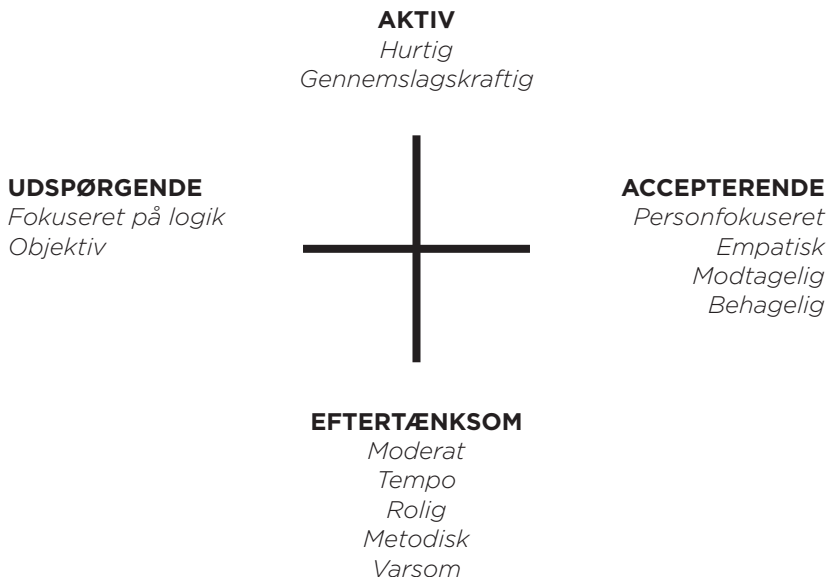 AKTIV
Hurtig
Gennemslagskraftig
UDSPØRGENDE
Fokuseret på logik
Objektiv
ACCEPTERENDE
Personfokuseret
Empatisk
Modtagelig
Behagelig
EFTERTÆNKSOM
Moderat
Tempo
Rolig
Metodisk
Varsom